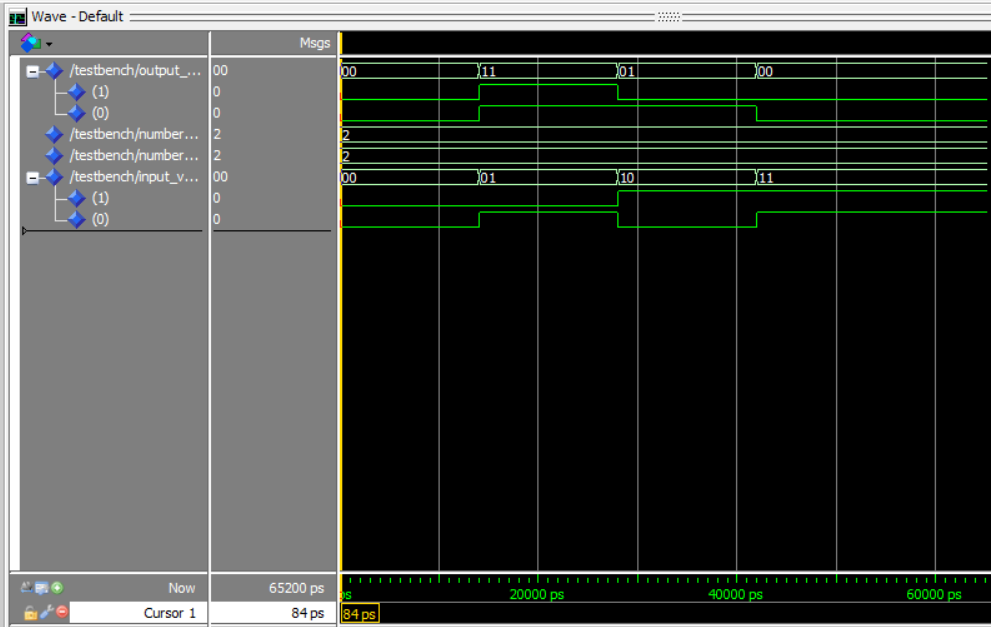 Wave - Default
Msgs
/testbench/output_... 00 00 11 01 00
(1) 0
(0) 0
/testbench/number... 2 2
/testbench/number... 2 2
/testbench/input_v... 00 00 01 10 11
(1) 0
(0) 0
Now 65200 ps ps 20000 ps 40000 ps 60000 ps
Cursor 1 84 ps 84 ps